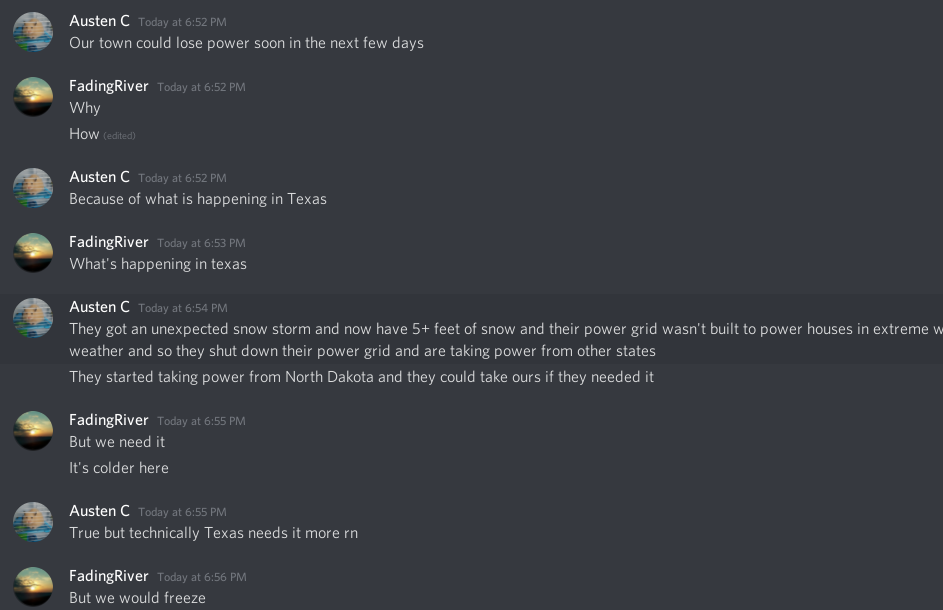 Austen C Today at 6:52 PM
Our town could lose power soon in the next few days
FadingRiver Today at 6:52 PM
Why
How (edited)
Austen C Today at 6:52 PM
Because of what is happening in Texas
FadingRiver Today at 6:53 PM
What's happening in texas
Austen C Today at 6:54 PM
They got an unexpected snow storm and now have 5+ feet of snow and their power grid wasn't built to power houses in extreme
weather and so they shut down their power grid and are taking power from other states
They started taking power from North Dakota and they could take ours if they needed it
FadingRiver Today at 6:55 PM
But we need it
It's colder here
Austen C Today at 6:55 PM
True but technically Texas needs it more rn
FadingRiver Today at 6:56 PM
But we would freeze